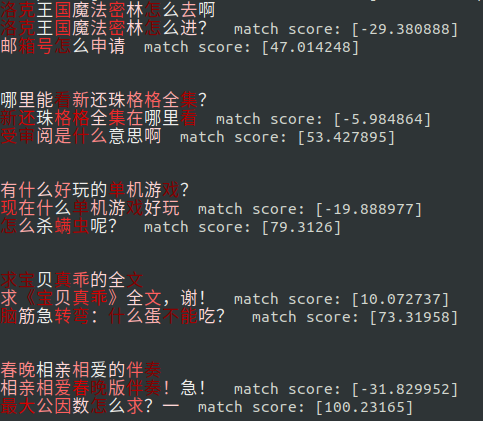 洛克王国魔法密林怎么去啊
洛克王国魔法密林怎么进? match score: [-29.380888]
邮箱号怎么申请 match score: [47.014248]
哪里能看新还珠格格全集?
新还珠格格全集在哪里看 match score: [-5.984864]
受审阅是什么意思啊 match score: [53.427895]
有什么好玩的单机游戏?
现在什么单机游戏好玩 match score: [-19.888977]
怎么杀螨虫呢? match score: [79.3126]
求宝贝真乖的全文
求《宝贝真乖》全文，谢! match score: [10.072737]
脑筋急转弯: 什么蛋不能吃? match score: [73.31958]
春晚相亲相爱的伴奏
相亲相爱春晚版伴奏! 急! match score: [-31.829952]
最大公因数怎么求? 一 match score: [100.23165]